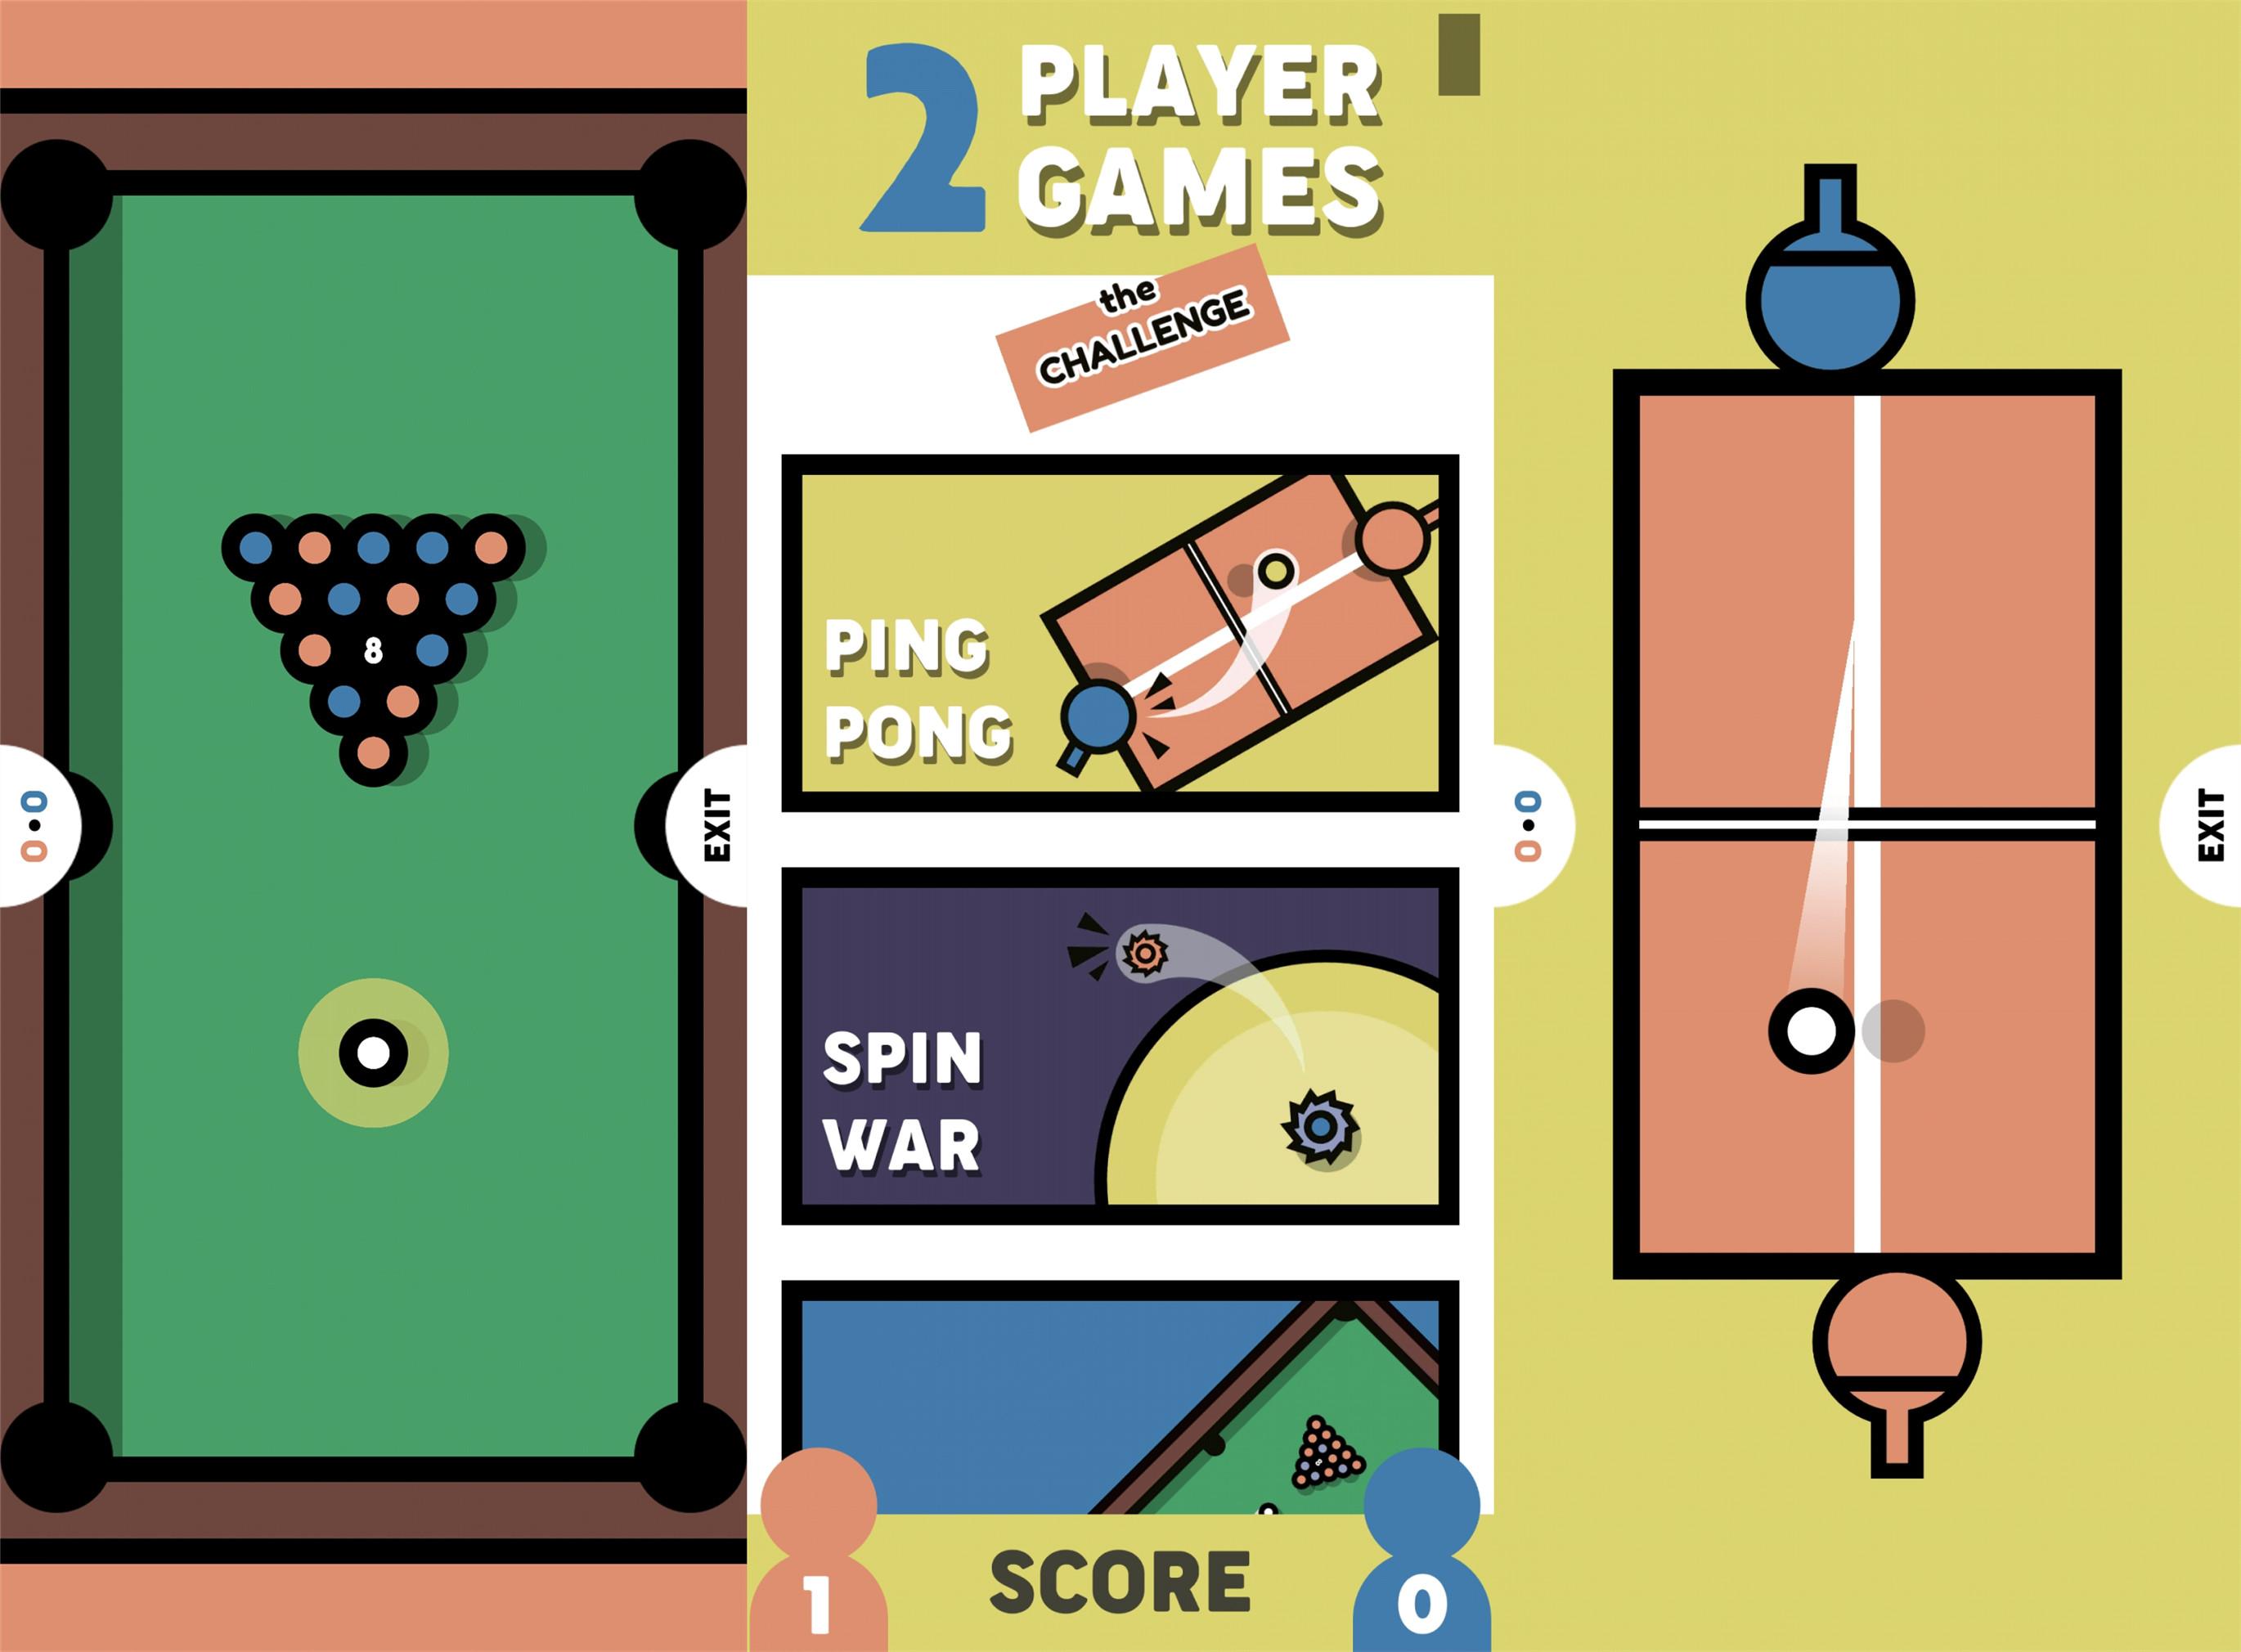 8
0•0
EXIT
2 PLAYER
GAMES
the
CHALLENGE
PING
PONG
SPIN
WAR
8
1
SCORE
0
0•0
EXIT